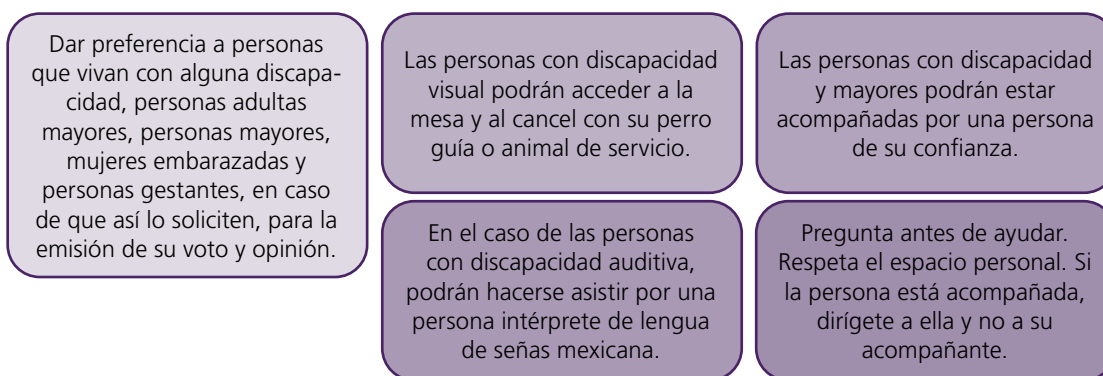 Dar preferencia a personas
que vivan con alguna discapa-
cidad, personas adultas
mayores, personas mayores,
mujeres embarazadas y
personas gestantes, en caso
de que así lo soliciten, para la
emisión de su voto y opinión.
Las personas con discapacidad
visual podrán acceder a la
mesa y al cancel con su perro
guía o animal de servicio.
Las personas con discapacidad
y mayores podrán estar
acompañadas por una persona
de su confianza.
En el caso de las personas
con discapacidad auditiva,
podrán hacerse asistir por una
persona intérprete de lengua
de señas mexicana.
Pregunta antes de ayudar.
Respeta el espacio personal. Si
la persona está acompañada,
dirígete a ella y no a su
acompañante.